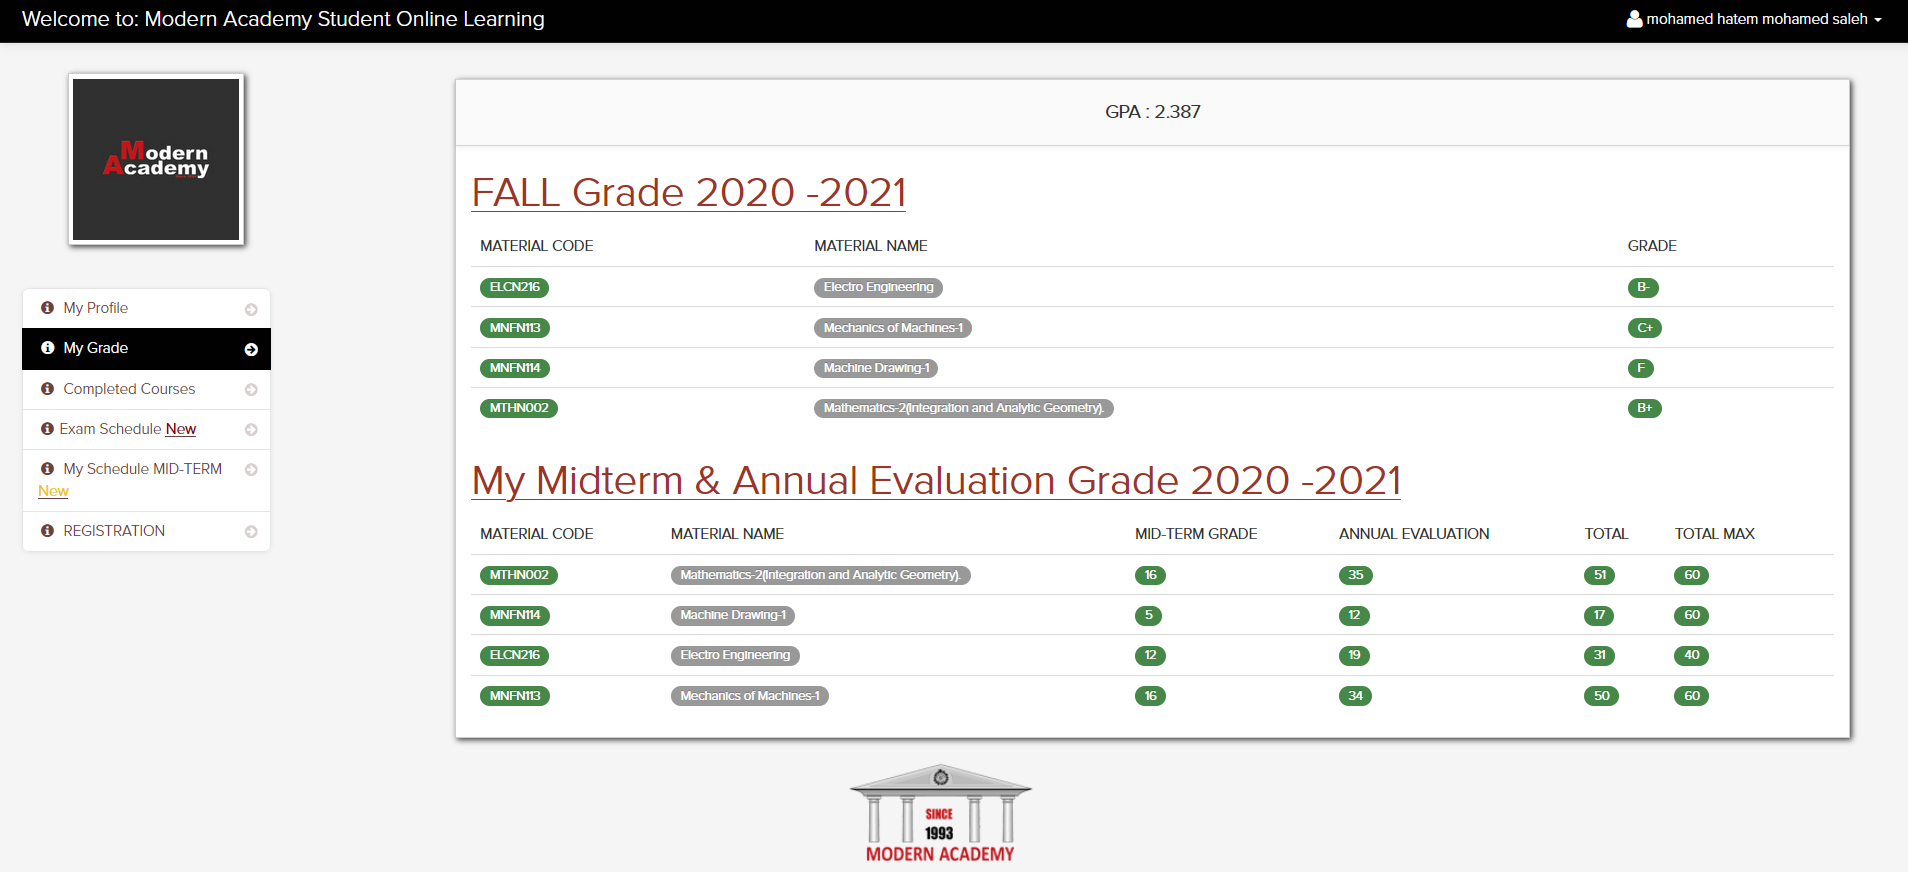 Welcome to: Modern Academy Student Online Learning
mohamed hatem mohamed saleh
Modern
Academy
My Profile
My Grade
Completed Courses
Exam Schedule New
My Schedule MID-TERM
New
REGISTRATION
GPA : 2.387
FALL Grade 2020 -2021
MATERIAL CODE MATERIAL NAME GRADE
ELCN216 Electro Engineering B-
MNFN113 Mechanics of Machines-1 C+
MNFN114 Machine Drawing-1 F
MTHN002 Mathematics-2(Integration and Analytic Geometry). B+
My Midterm & Annual Evaluation Grade 2020 -2021
MATERIAL CODE MATERIAL NAME MID-TERM GRADE ANNUAL EVALUATION TOTAL TOTAL MAX
MTHN002 Mathematics-2(Integration and Analytic Geometry). 16 35 51 60
MNFN114 Machine Drawing-1 5 12 17 60
ELCN216 Electro Engineering 12 19 31 40
MNFN113 Mechanics of Machines-1 16 34 50 60
SINCE
1993
MODERN ACADEMY